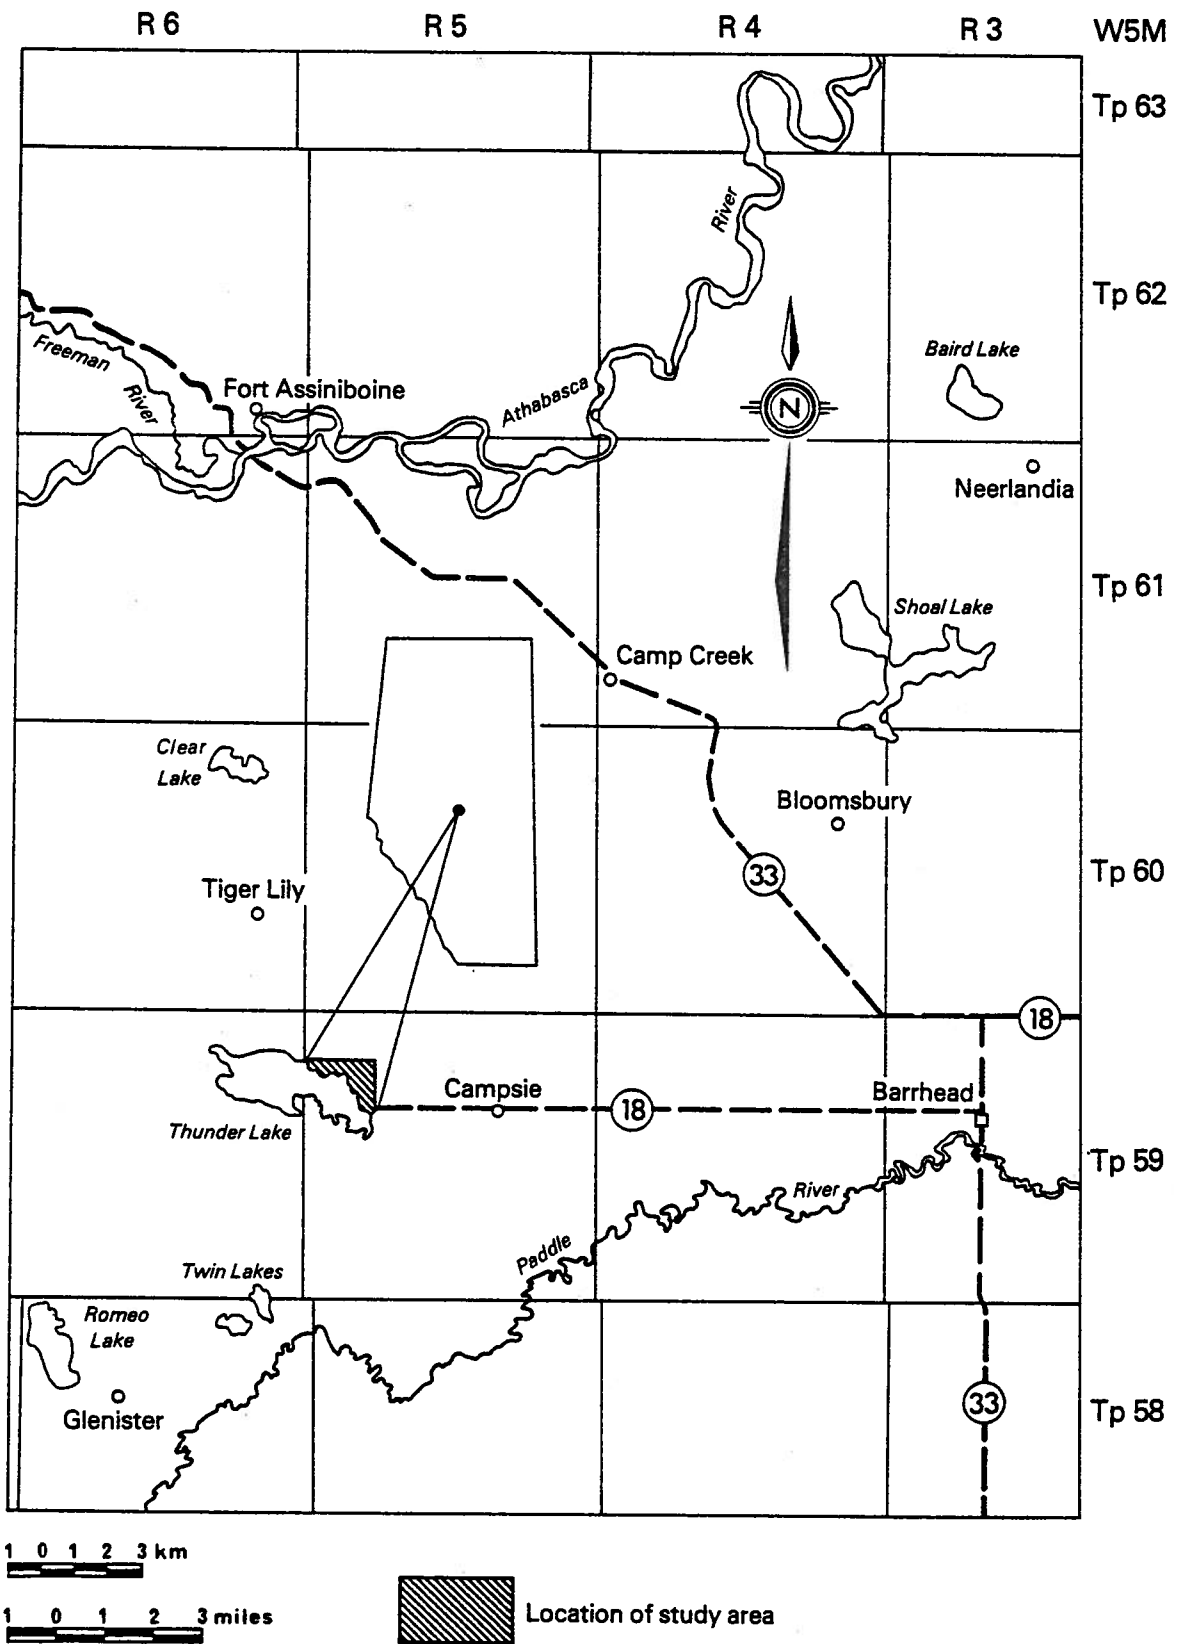 R 6 R 5 R 4 R 3 W5M
Tp 63
River
Tp 62
Freeman
River
Baird Lake
Fort Assiniboine
Athabasca
N
Neerlandia
Tp 61
Shoal Lake
Camp Creek
Clear
Lake
Bloomsbury
Tp 60
33
Tiger Lily
18
Campsie
18
Barrhead
Thunder Lake
Tp 59
River
Paddle
Twin Lakes
Romeo
Lake
Glenister
33
Tp 58
1 0 1 2 3 km
1 0 1 2 3 miles
Location of study area